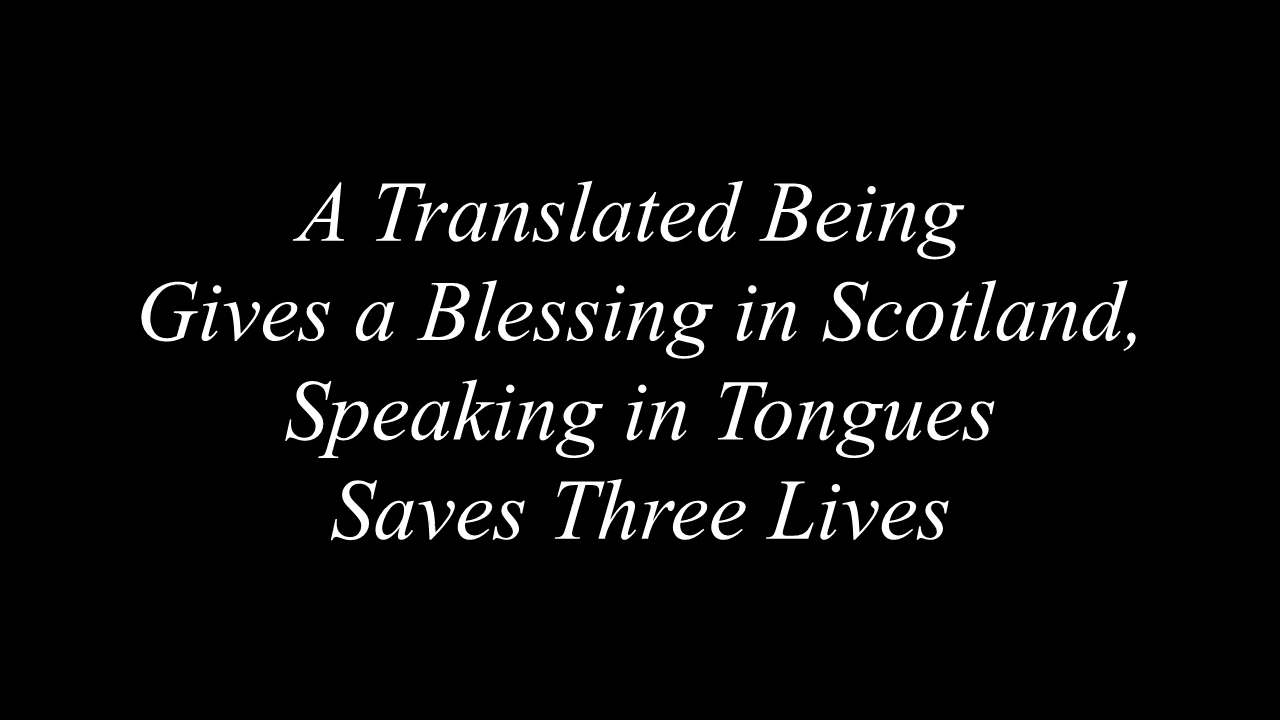 A Translated Being
Gives a Blessing in Scotland,
Speaking in Tongues
Saves Three Lives